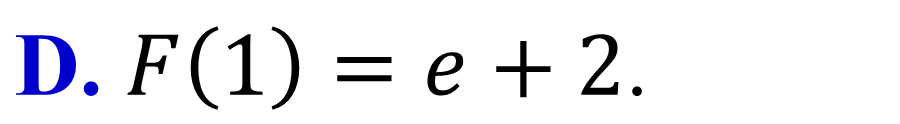 D. F(1) = e + 2.